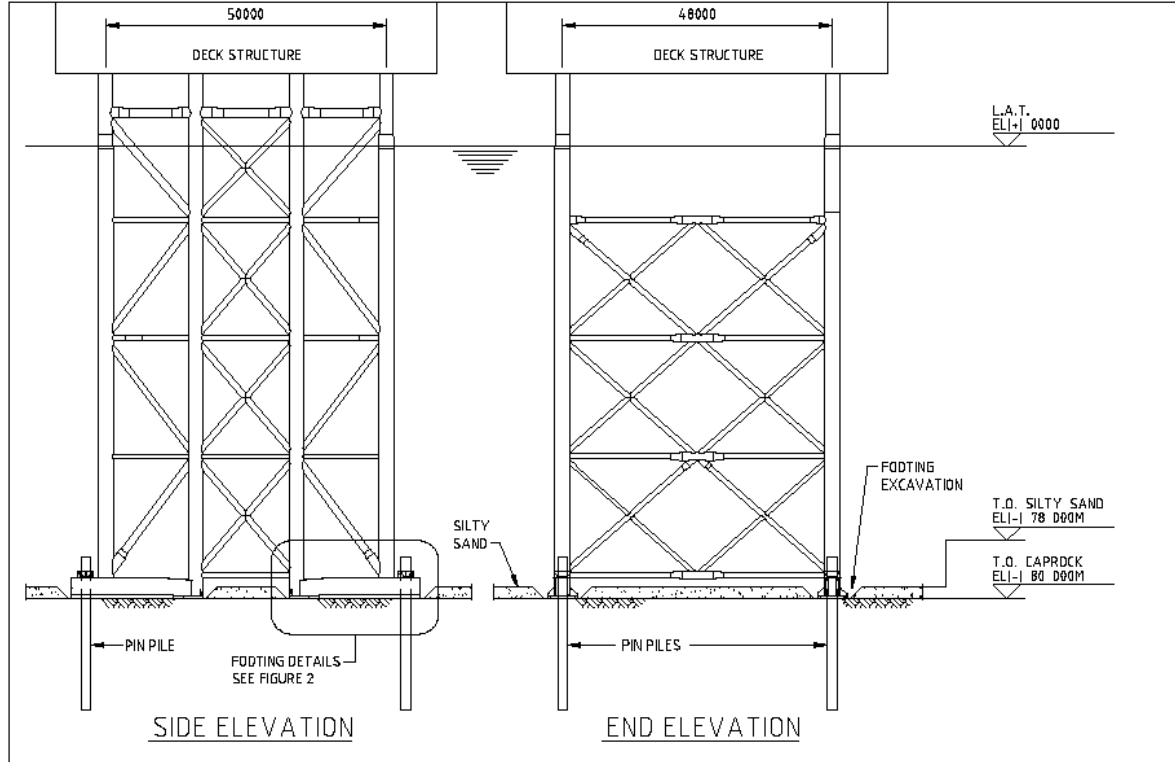 50000
DECK STRUCTURE
48000
DECK STRUCTURE
L.A.T.
EL(+) 0000
FOOTING
EXCAVATION
SILTY
SAND
T.O. SILTY SAND
EL(-) 78 000M
T.O. CAPROCK
EL(-) 80 000M
PIN PILE
FOOTING DETAILS
SEE FIGURE 2
PIN PILES
SIDE ELEVATION
END ELEVATION